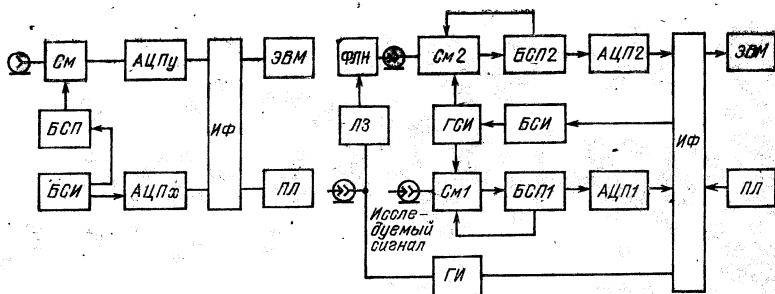 См
АЦПу
ИФ
ЭВМ
БСП
БСИ
АЦПх
ПЛ
ФЛН
См2
БСП2
АЦП2
ИФ
ЭВМ
ЛЗ
ГСИ
БСИ
См1
БСП1
АЦП1
ПЛ
Иссле-
дуемый
сигнал
ГИ